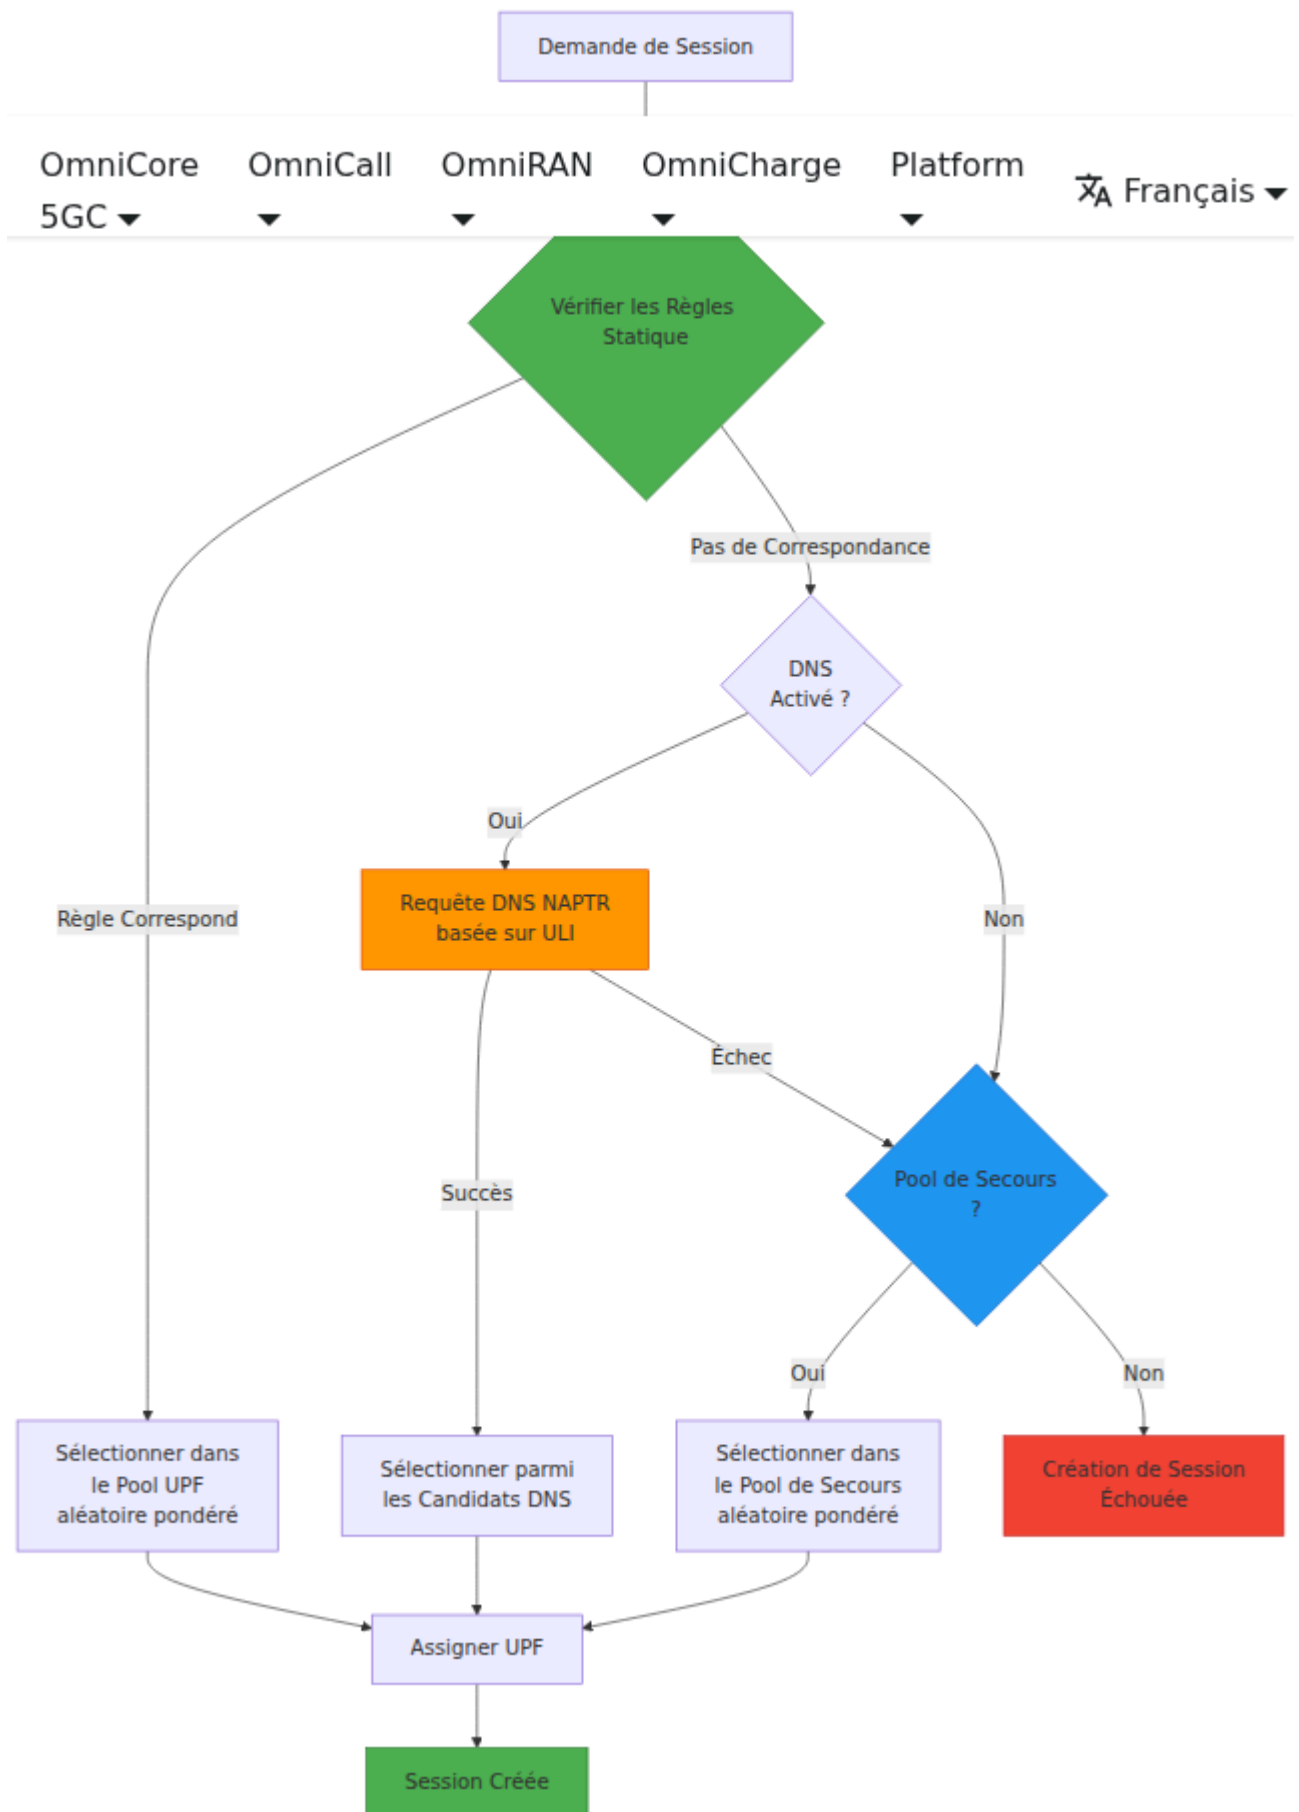 Demande de Session
OmniCore 5GC
OmniCall
OmniRAN
OmniCharge
Platform
Français
Vérifier les Règles
Statique
Pas de Correspondance
DNS
Activé ?
Oui
Règle Correspond
Requête DNS NAPTR
basée sur ULI
Non
Échec
Pool de Secours
?
Succès
Oui
Non
Sélectionner dans
le Pool UPF
aléatoire pondéré
Sélectionner parmi
les Candidats DNS
Sélectionner dans
le Pool de Secours
aléatoire pondéré
Création de Session
Échouée
Assigner UPF
Session Créée